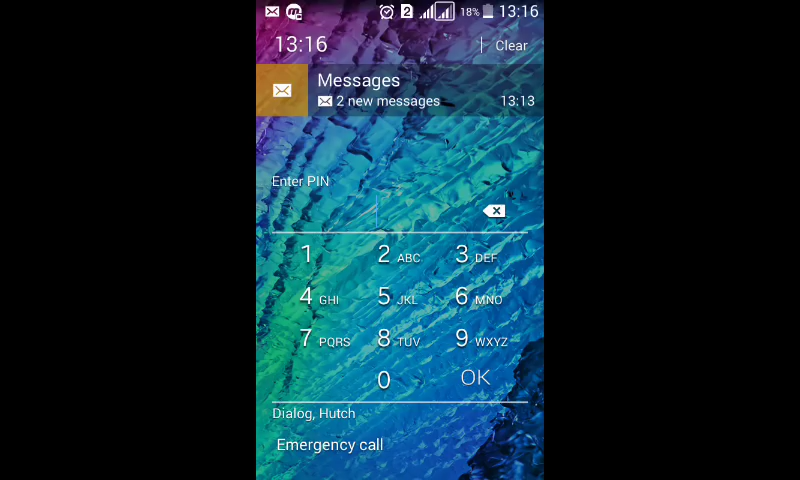 2 18% 13:16
13:16 Clear
Messages
2 new messages 13:13
Enter PIN
1 2 ABC 3 DEF
4 GHI 5 JKL 6 MNO
7 PQRS 8 TUV 9 WXYZ
0 OK
Dialog, Hutch
Emergency call